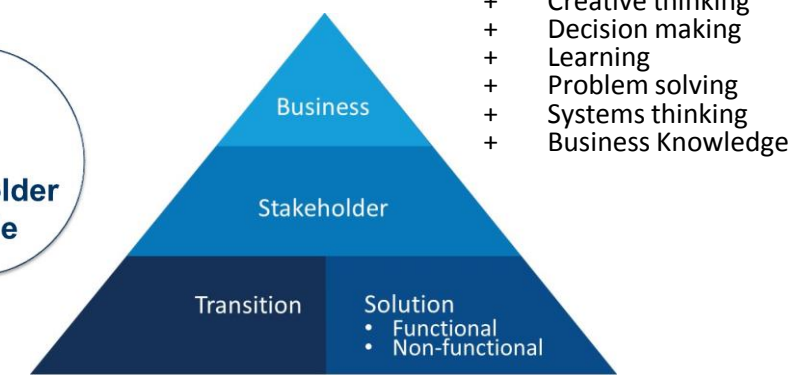 + Creative thinking
+ Decision making
+ Learning
+ Problem solving
+ Systems thinking
+ Business Knowledge
Business
Stakeholder
Transition
Solution
• Functional
• Non-functional